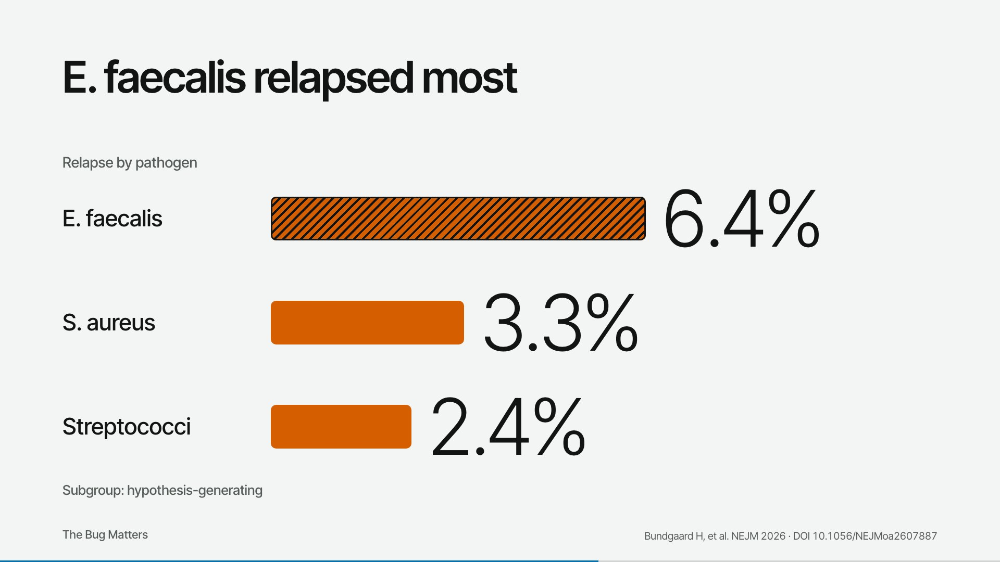 E. faecalis relapsed most
Relapse by pathogen
E. faecalis
6.4%
S. aureus
3.3%
Streptococci
2.4%
Subgroup: hypothesis-generating
The Bug Matters
Bundgaard H, et al. NEJM 2026 · DOI 10.1056/NEJMoa2607887